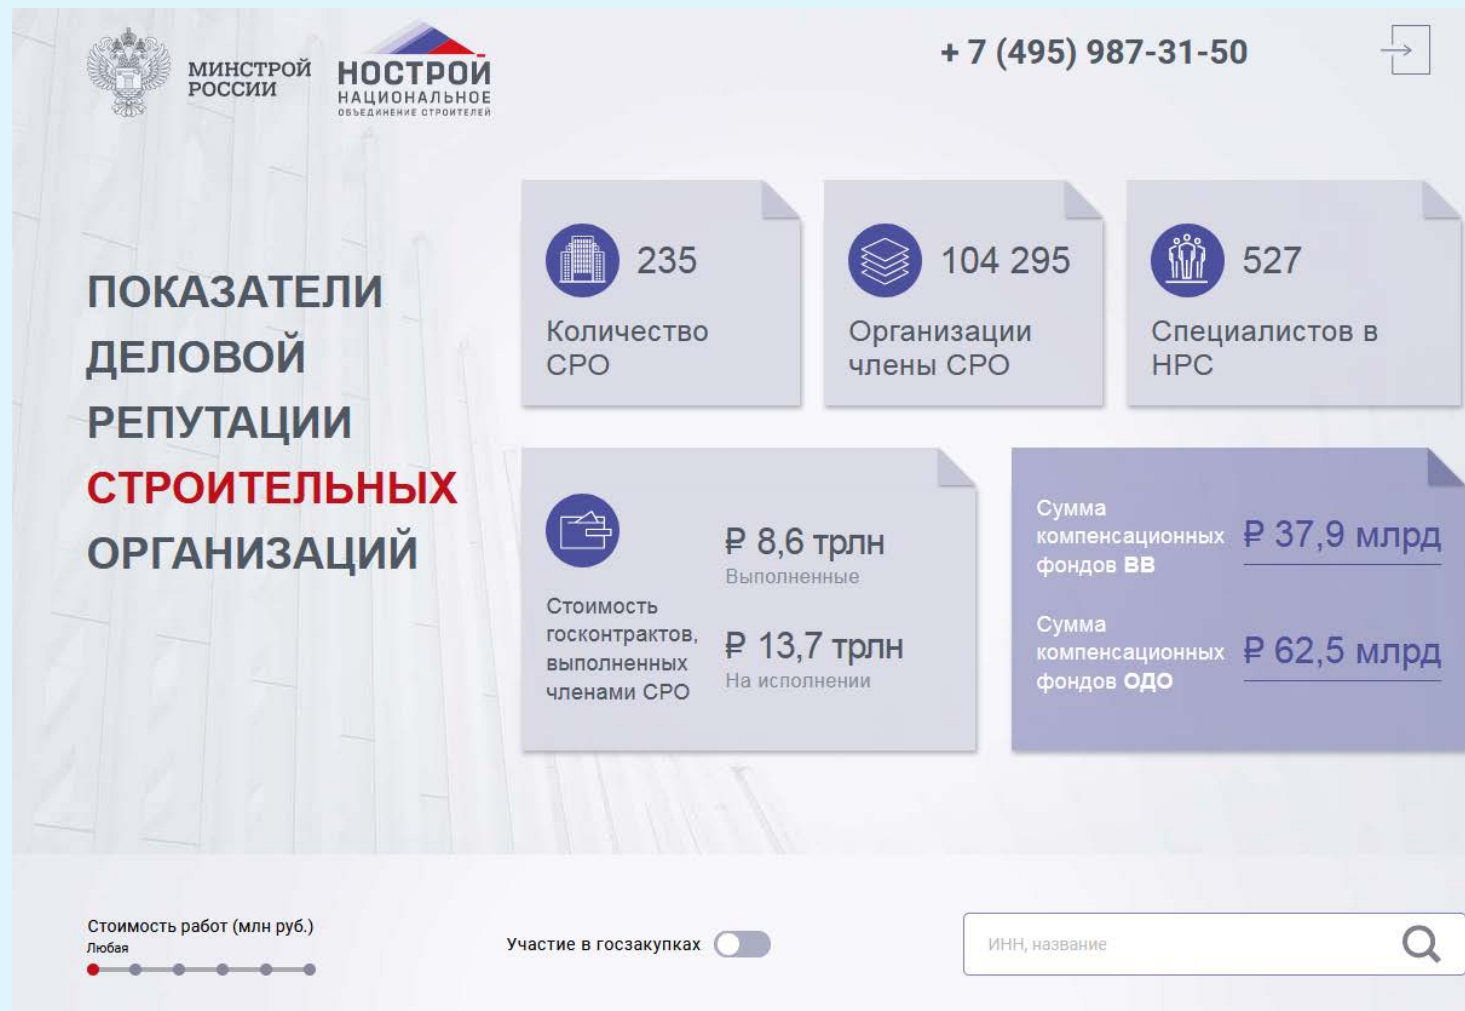 МИНСТРОЙ
РОССИИ
НОСТРОЙ
НАЦИОНАЛЬНОЕ
ОБЪЕДИНЕНИЕ СТРОИТЕЛЕЙ
+ 7 (495) 987-31-50
ПОКАЗАТЕЛИ
ДЕЛОВОЙ
РЕПУТАЦИИ
СТРОИТЕЛЬНЫХ
ОРГАНИЗАЦИЙ
235
Количество
СРО
104 295
Организации
члены СРО
527
Специалистов в
НРС
Стоимость
госконтрактов,
выполненных
членами СРО
₽ 8,6 трлн
Выполненные
₽ 13,7 трлн
На исполнении
Сумма
компенсационных
фондов ВВ
₽ 37,9 млрд
Сумма
компенсационных
фондов ОДО
₽ 62,5 млрд
Стоимость работ (млн руб.)
Любая
Участие в госзакупках
ИНН, название